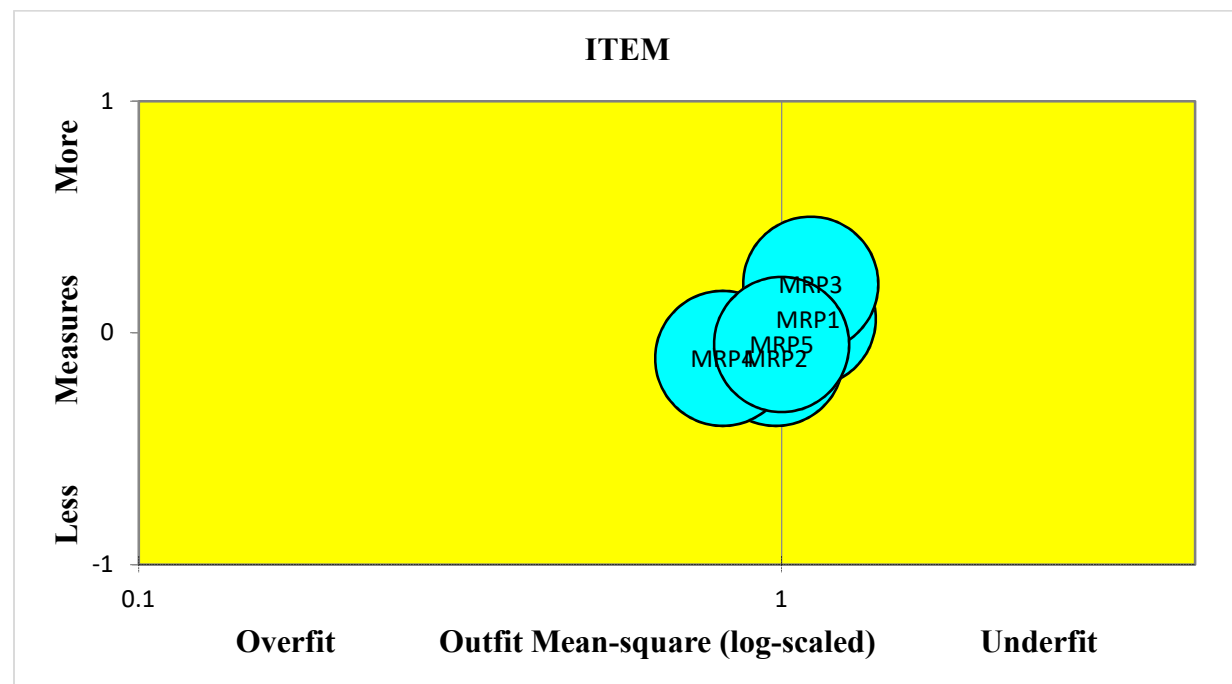 ITEM
1
More
MRP3
MRP1
0
MRP5
MRP4
MRP2
Measures
Less
-1
0.1
1
Overfit
Outfit Mean-square (log-scaled)
Underfit